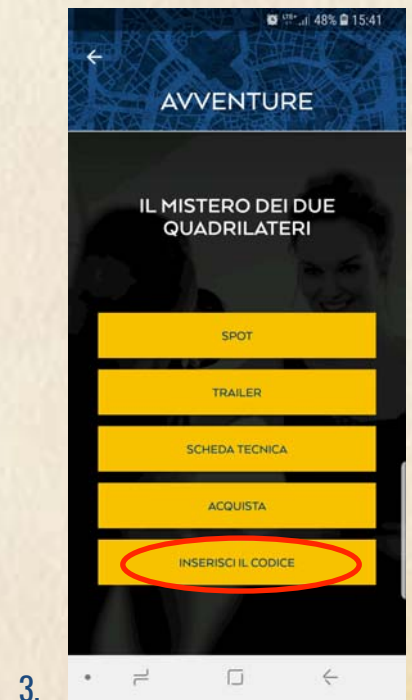 48% 15:41
AVVENTURE
IL MISTERO DEI DUE
QUADRILATERI
SPOT
TRAILER
SCHEDA TECNICA
ACQUISTA
INSERISCI IL CODICE
3.